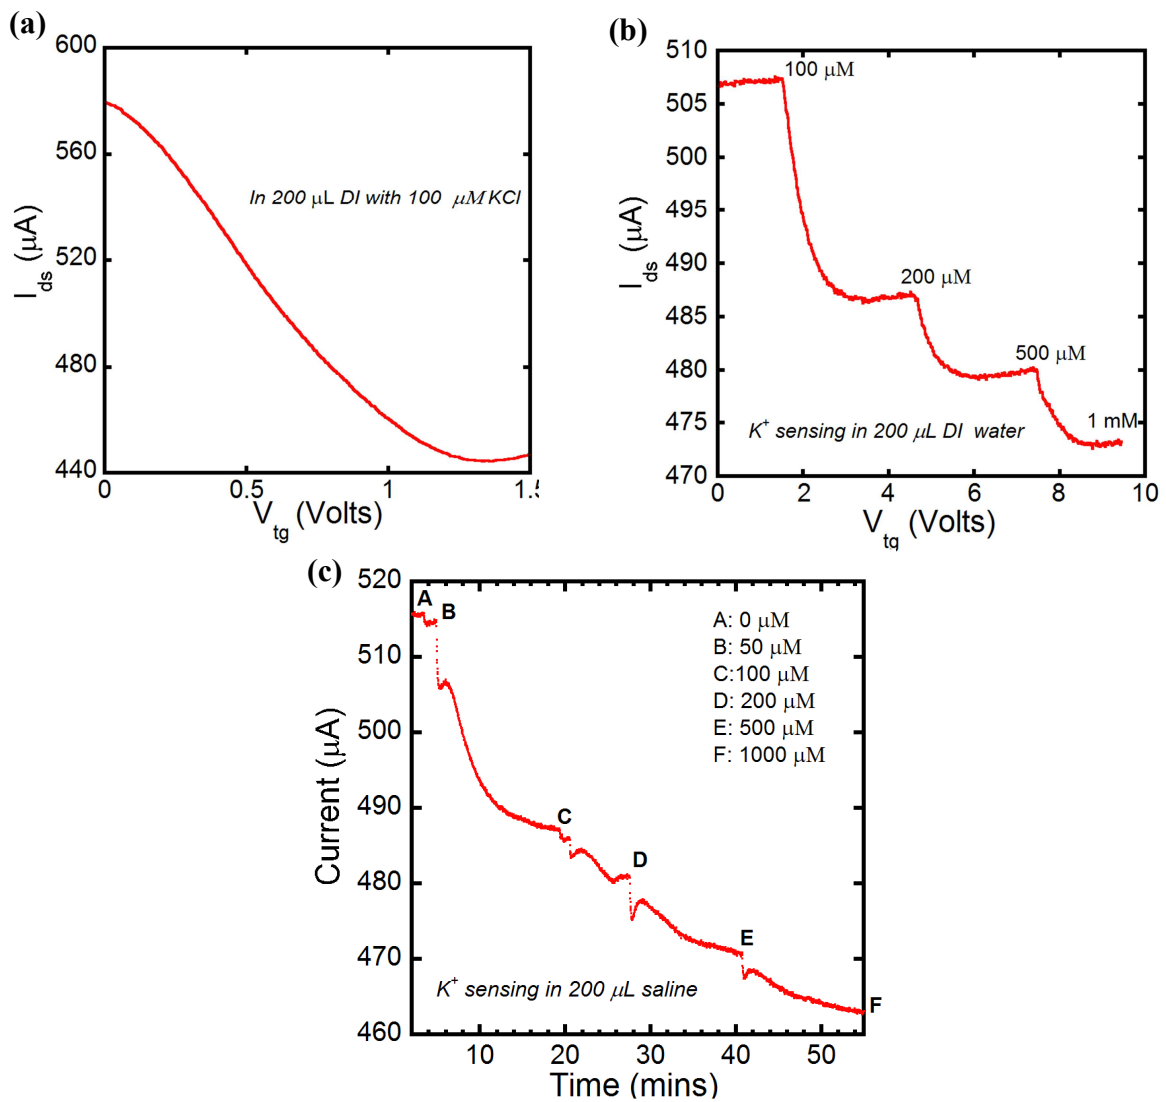 (a)
600
560
520
480
440
I_ds (μA)
In 200 μL DI with 100 μM KCl
0
0.5
1
1.5
V_tg (Volts)
(b)
510
505
500
495
490
485
480
475
470
I_ds (μA)
100 μM
200 μM
500 μM
1 mM
K⁺ sensing in 200 μL DI water
0
2
4
6
8
10
V_tg (Volts)
(c)
520
510
500
490
480
470
460
Current (μA)
A
B
C
D
E
F
A: 0 μM
B: 50 μM
C:100 μM
D: 200 μM
E: 500 μM
F: 1000 μM
K⁺ sensing in 200 μL saline
10
20
30
40
50
Time (mins)